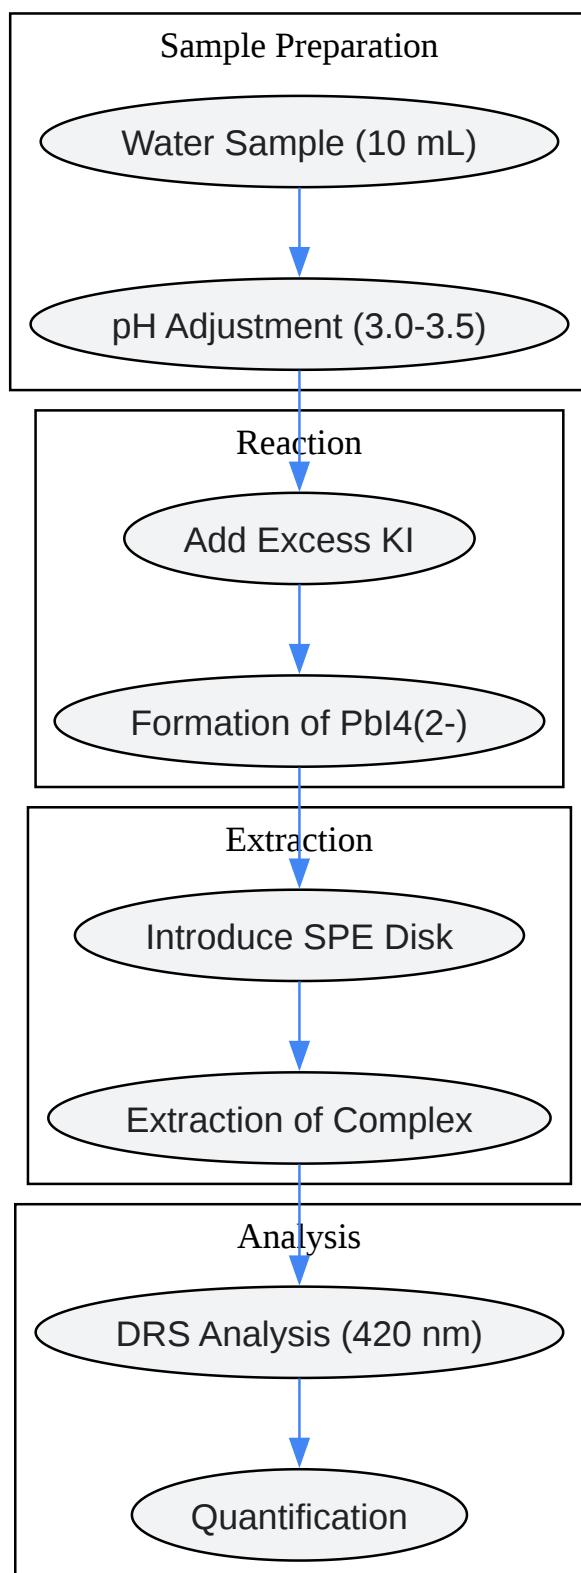 Sample Preparation
Water Sample (10 mL)
pH Adjustment (3.0-3.5)
Reaction
Add Excess KI
Formation of PbI4(2-)
Extraction
Introduce SPE Disk
Extraction of Complex
Analysis
DRS Analysis (420 nm)
Quantification